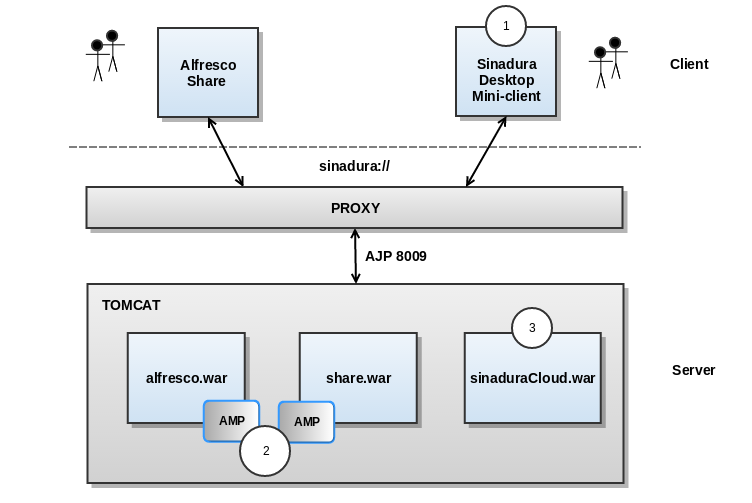 1
Alfresco
Share
Sinadura
Desktop
Mini-client
Client
sinadura://
PROXY
AJP 8009
TOMCAT
3
Server
alfresco.war
share.war
sinaduraCloud.war
AMP
AMP
2